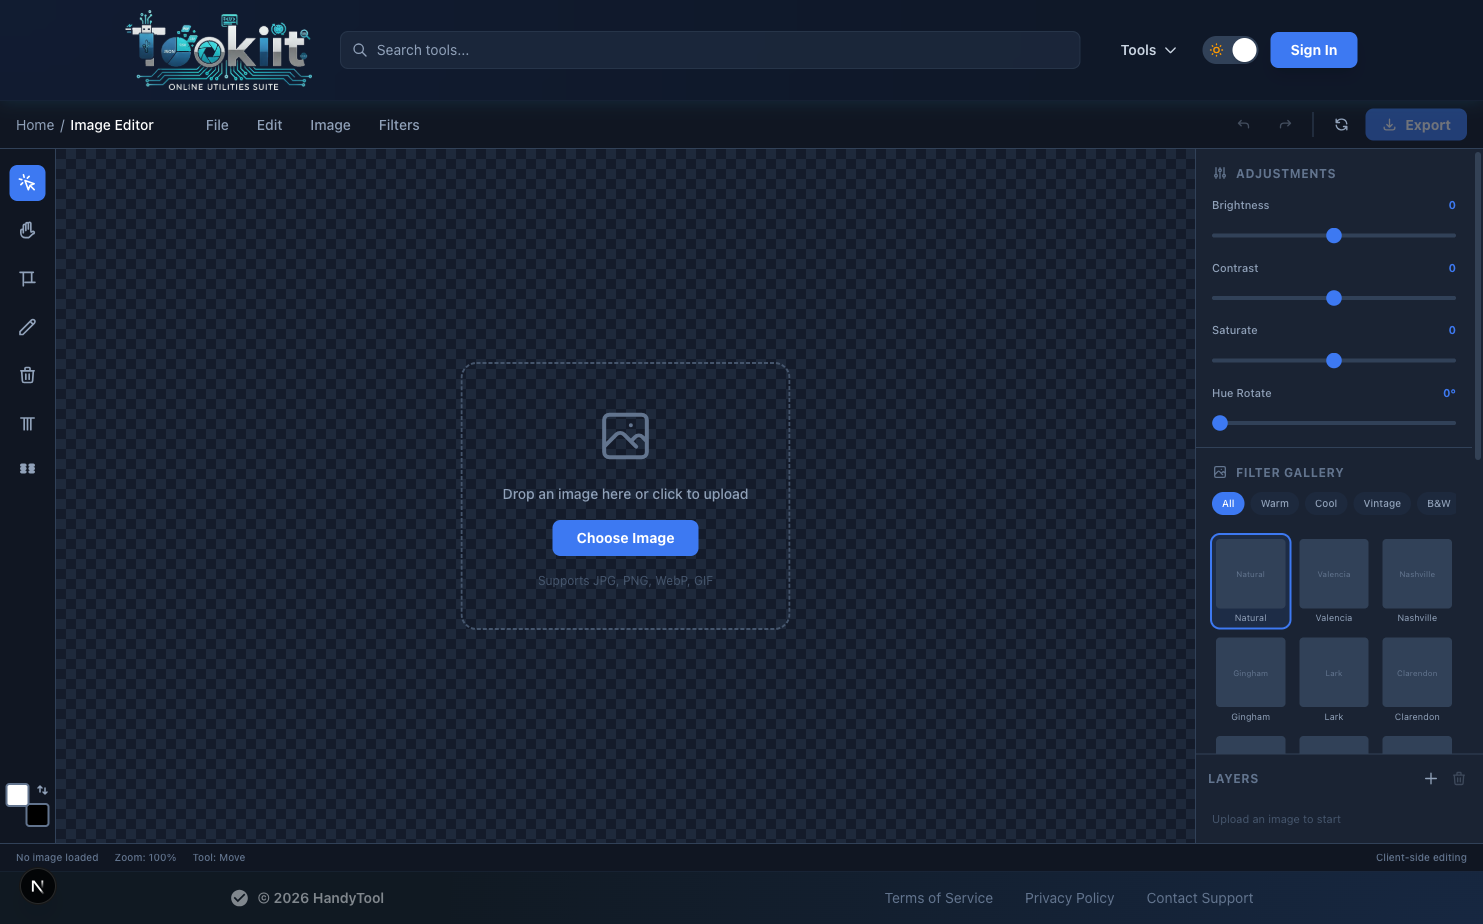 Tookiit
ONLINE UTILITIES SUITE
Search tools...
Tools
Sign In
Home / Image Editor
File
Edit
Image
Filters
Export
ADJUSTMENTS
Brightness 0
Contrast 0
Saturate 0
Hue Rotate 0°
FILTER GALLERY
All
Warm
Cool
Vintage
B&W
Natural
Valencia
Nashville
Natural
Valencia
Nashville
Gingham
Lark
Clarendon
Gingham
Lark
Clarendon
Drop an image here or click to upload
Choose Image
Supports JPG, PNG, WebP, GIF
LAYERS
Upload an image to start
No image loaded
Zoom: 100%
Tool: Move
Client-side editing
N
© 2026 HandyTool
Terms of Service
Privacy Policy
Contact Support